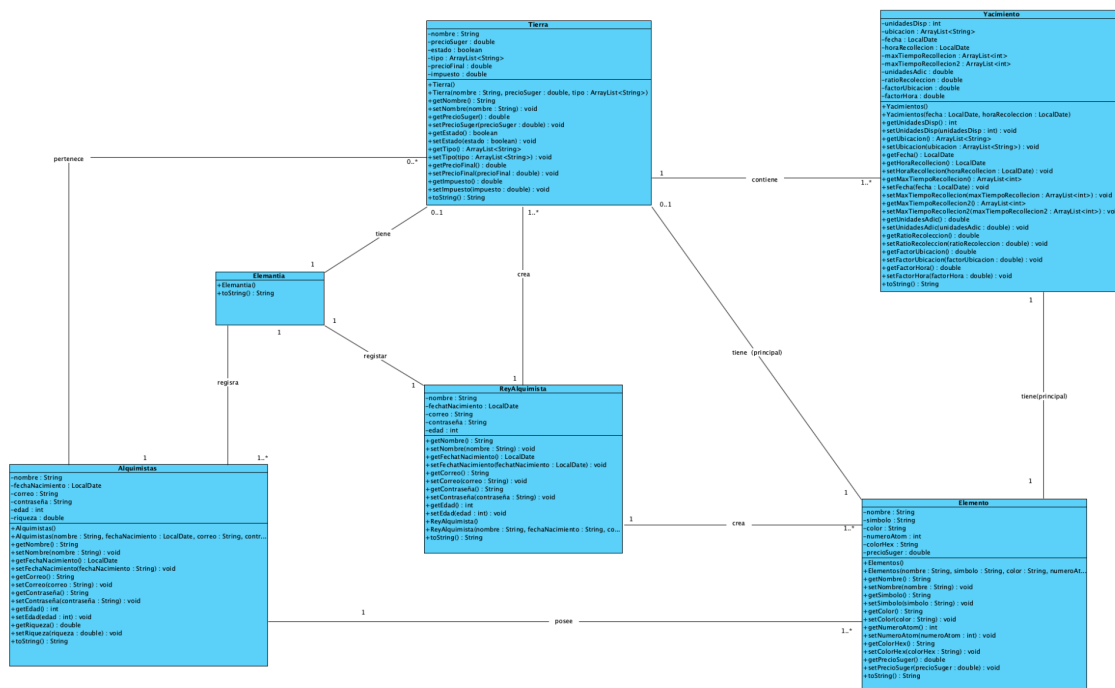 Tierra
-nombre : String
-precioSuger : double
-estado : boolean
-tipo : ArrayList<String>
-precioFinal : double
-impuesto : double
+Tierra()
+Tierra(nombre : String, precioSuger : double, tipo : ArrayList<String>)
+getNombre() : String
+setNombre(nombre : String) : void
+getPrecioSuger() : double
+setPrecioSuger(precioSuger : double) : void
+getEstado() : boolean
+setEstado(estado : boolean) : void
+getTipo() : ArrayList<String>
+setTipo(tipo : ArrayList<String>) : void
+getPrecioFinal() : double
+setPrecioFinal(precioFinal : double) : void
+getImpuesto() : double
+setImpuesto(impuesto : double) : void
+toString() : String
Yacimiento
-unidadesDisp : int
-ubicacion : ArrayList<String>
-fecha : LocalDate
-horaRecollecion : LocalDate
-maxTiempoRecollecion : ArrayList<int>
-maxTiempoRecollecion2 : ArrayList<int>
-unidadesAdic : double
-ratioRecoleccion : double
-factorUbicacion : double
-factorHora : double
+Yacimientos()
+Yacimientos(fecha : LocalDate, horaRecoleccion : LocalDate)
+getUnidadesDisp() : int
+setUnidadesDisp(unidadesDisp : int) : void
+getUbicacion() : ArrayList<String>
+setUbicacion(ubicacion : ArrayList<String>) : void
+getFecha() : LocalDate
+getHoraRecollecion() : LocalDate
+setHoraRecollecion(horaRecollecion : LocalDate) : void
+getMaxTiempoRecollecion() : ArrayList<int>
+setFecha(fecha : LocalDate) : void
+setMaxTiempoRecollecion(maxTiempoRecollecion : ArrayList<int>) : void
+getMaxTiempoRecollecion2() : ArrayList<int>
+setMaxTiempoRecollecion2(maxTiempoRecollecion2 : ArrayList<int>) : voi
+getUnidadesAdic() : double
+setUnidadesAdic(unidadesAdic : double) : void
+getRatioRecoleccion() : double
+setRatioRecoleccion(ratioRecoleccion : double) : void
+getFactorUbicacion() : double
+setFactorUbicacion(factorUbicacion : double) : void
+getFactorHora() : double
+setFactorHora(factorHora : double) : void
+toString() : String
pertenece
0..*
1
contiene
1..*
0..1
1..*
0..1
tiene
1
crea
Elemantia
+Elemantia()
+toString() : String
1
1
1
registar
1
1
regisra
tiene (principal)
tiene(principal)
1
1..*
1
1
ReyAlquimista
-nombre : String
-fechatNacimiento : LocalDate
-correo : String
-contraseña : String
-edad : int
+getNombre() : String
+setNombre(nombre : String) : void
+getFechatNacimiento() : LocalDate
+setFechatNacimiento(fechatNacimiento : LocalDate) : void
+getCorreo() : String
+setCorreo(correo : String) : void
+getContraseña() : String
+setContraseña(contraseña : String) : void
+getEdad() : int
+setEdad(edad : int) : void
+ReyAlquimista()
+ReyAlquimista(nombre : String, fechaNacimiento : String, co...
+toString() : String
1
crea
1..*
Alquimistas
-nombre : String
-fechaNacimiento : LocalDate
-correo : String
-contraseña : String
-edad : int
-riqueza : double
+Alquimistas()
+Alquimistas(nombre : String, fechaNacimiento : LocalDate, correo : String, contr...
+getNombre() : String
+setNombre(nombre : String) : void
+getFechaNacimiento() : LocalDate
+setFechaNacimiento(fechaNacimiento : String) : void
+getCorreo() : String
+setCorreo(correo : String) : void
+getContraseña() : String
+setContraseña(contraseña : String) : void
+getEdad() : int
+setEdad(edad : int) : void
+getRiqueza() : double
+setRiqueza(riqueza : double) : void
+toString() : String
1
posee
1..*
Elemento
-nombre : String
-simbolo : String
-color : String
-numeroAtom : int
-colorHex : String
-precioSuger : double
+Elementos()
+Elementos(nombre : String, simbolo : String, color : String, numeroAt...
+getNombre() : String
+setNombre(nombre : String) : void
+getSimbolo() : String
+setSimbolo(simbolo : String) : void
+getColor() : String
+setColor(color : String) : void
+getNumeroAtom() : int
+setNumeroAtom(numeroAtom : int) : void
+getColorHex() : String
+setColorHex(colorHex : String) : void
+getPrecioSuger() : double
+setPrecioSuger(precioSuger : double) : void
+toString() : String